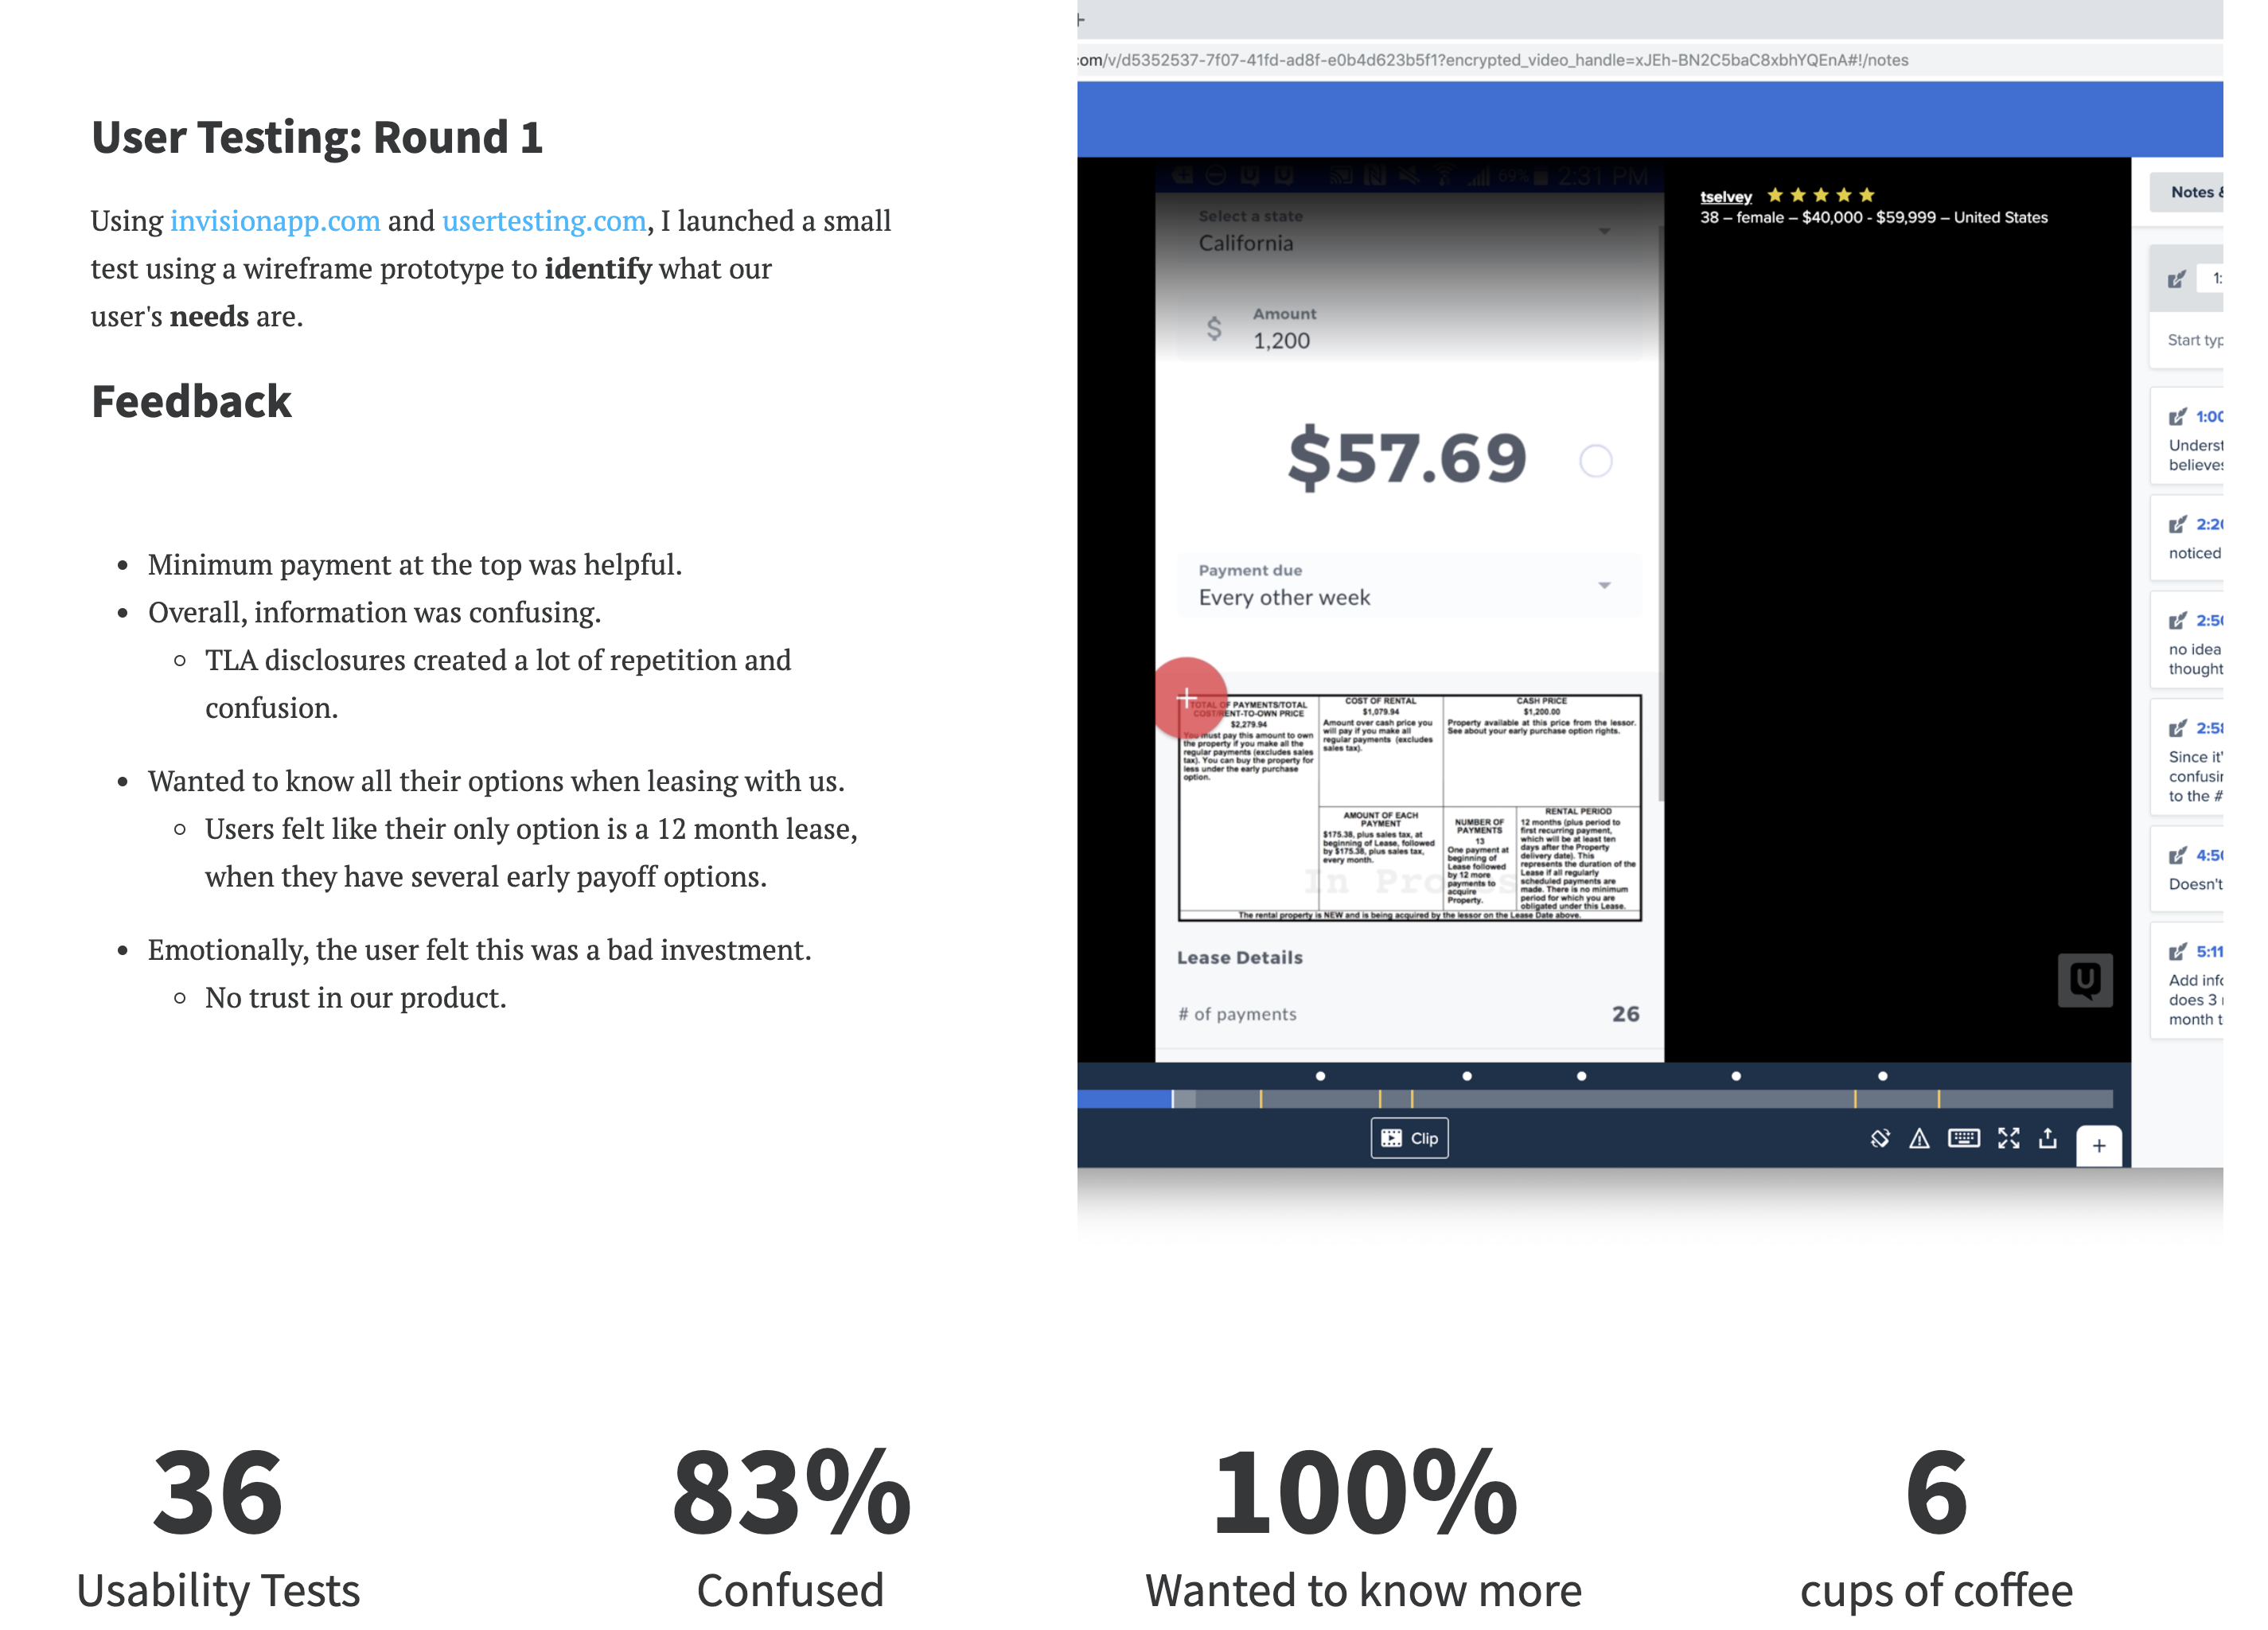 User Testing: Round 1
Using invisionapp.com and usertesting.com, I launched a small
test using a wireframe prototype to identify what our
user's needs are.
Feedback
• Minimum payment at the top was helpful.
• Overall, information was confusing.
◦ TLA disclosures created a lot of repetition and
confusion.
• Wanted to know all their options when leasing with us.
◦ Users felt like their only option is a 12 month lease,
when they have several early payoff options.
• Emotionally, the user felt this was a bad investment.
◦ No trust in our product.
com/v/d5352537-7f07-41fd-ad8f-e0b4d623b5f1?encrypted_video_handle=xJEh-BN2C5baC8xbhYQEnA#!/notes
69% 2:31 PM
Select a state
California
Amount
$ 1,200
$57.69
Payment due
Every other week
TOTAL OF PAYMENTS/TOTAL
COST/RENT-TO-OWN PRICE
$2,279.94
You must pay this amount to own
the property if you make all the
regular payments (excludes sales
tax). You can buy the property for
less under the early purchase
option.
COST OF RENTAL
$1,079.94
Amount over cash price you
will pay if you make all
regular payments (excludes
sales tax).
CASH PRICE
$1,200.00
Property available at this price from the lessor.
See about your early purchase option rights.
AMOUNT OF EACH
PAYMENT
$175.38, plus sales tax, at
beginning of Lease, followed
by $175.38, plus sales tax,
every month.
NUMBER OF
PAYMENTS
13
One payment at
beginning of
Lease followed
by 12 more
payments to
acquire
Property.
RENTAL PERIOD
12 months (plus period to
first recurring payment,
which will be at least ten
days after the Property
delivery date). This
represents the duration of the
Lease if all regularly
scheduled payments are
made. There is no minimum
period for which you are
obligated under this Lease.
The rental property is NEW and is being acquired by the lessor on the Lease Date above.
Lease Details
# of payments 26
tselvey
38 – female – $40,000 - $59,999 – United States
Notes &
1:
Start typ
1:00
Underst
believes
2:20
noticed
2:50
no idea
thought
2:58
Since it'
confusin
to the #
4:50
Doesn't
5:11
Add info
does 3
month t
Clip
36
Usability Tests
83%
Confused
100%
Wanted to know more
6
cups of coffee